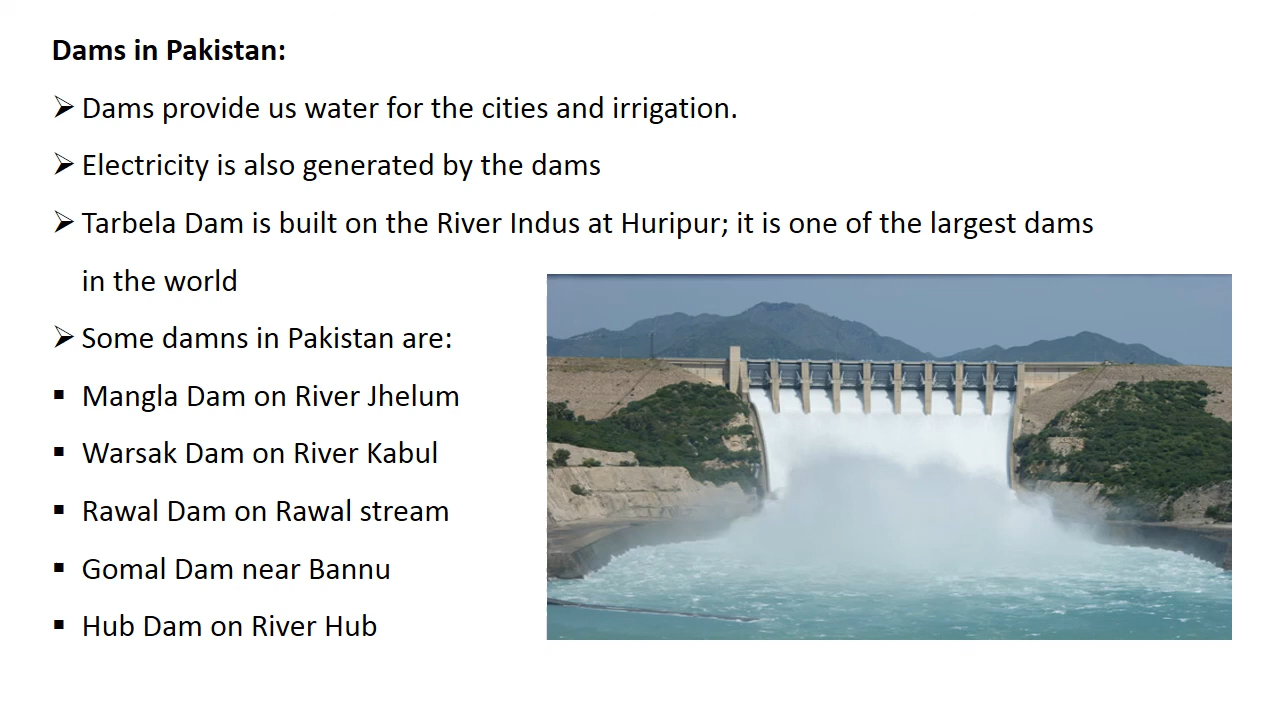 Dams in Pakistan:
➢ Dams provide us water for the cities and irrigation.
➢ Electricity is also generated by the dams
➢ Tarbela Dam is built on the River Indus at Huripur; it is one of the largest dams
in the world
➢ Some damns in Pakistan are:
▪ Mangla Dam on River Jhelum
▪ Warsak Dam on River Kabul
▪ Rawal Dam on Rawal stream
▪ Gomal Dam near Bannu
▪ Hub Dam on River Hub